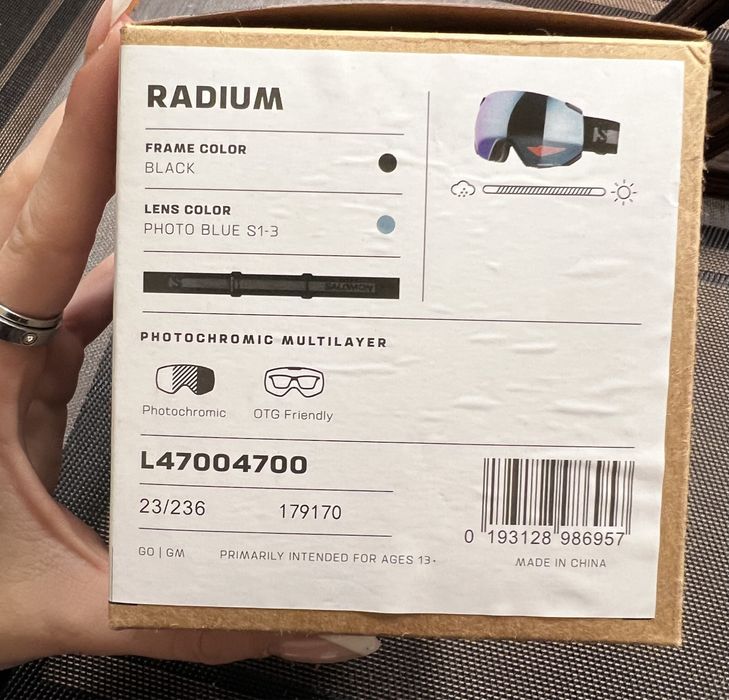 RADIUM
FRAME COLOR
BLACK
LENS COLOR
PHOTO BLUE S1-3
SALOMON
PHOTOCHROMIC MULTILAYER
Photochromic
OTG Friendly
L47004700
23/236 179170
GO | GM PRIMARILY INTENDED FOR AGES 13+
0 193128 986957
MADE IN CHINA